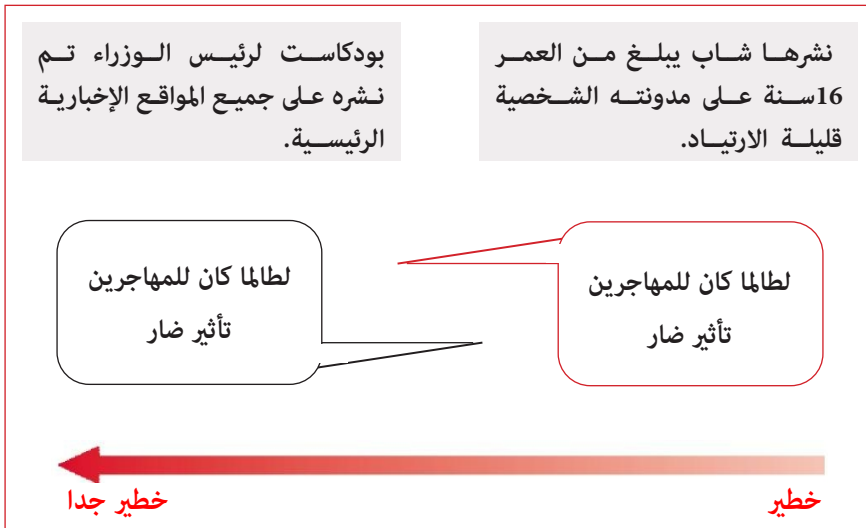 نشرها شاب يبلغ من العمر
16سنة على مدونته الشخصية
قليلة الارتياد.
بودكاست لرئيس الوزراء تم
نشره على جميع المواقع الإخبارية
الرئيسية.
لطالما كان للمهاجرين
تأثير ضار
لطالما كان للمهاجرين
تأثير ضار
خطير
خطير جدا